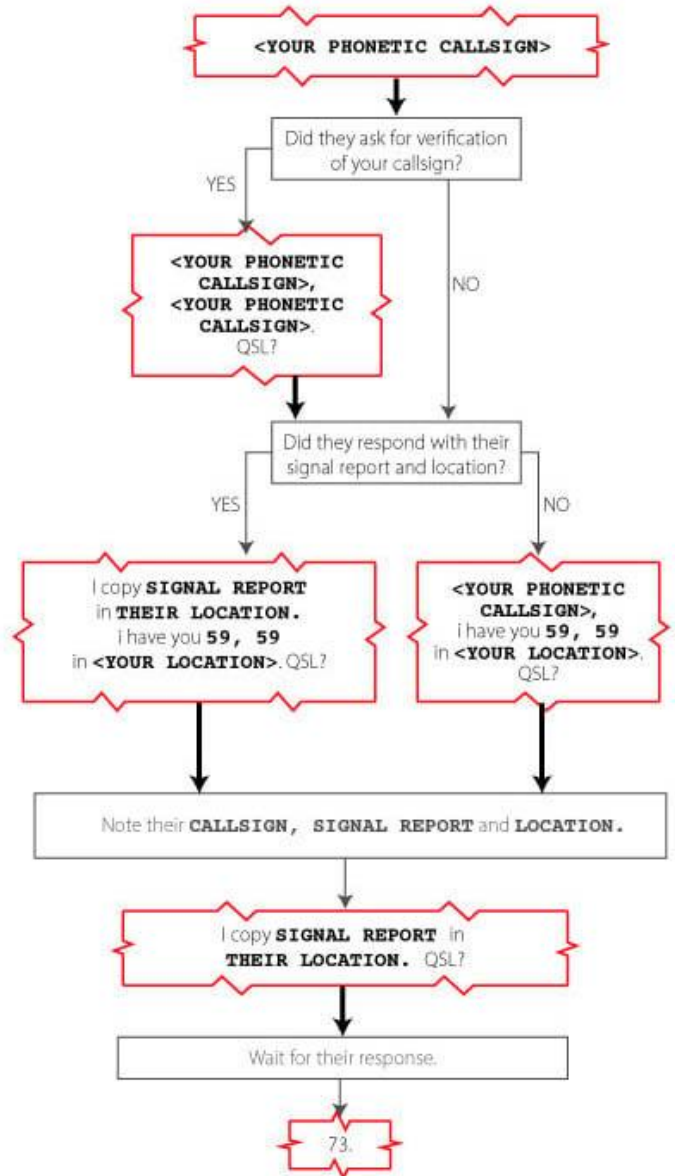 <YOUR PHONETIC CALLSIGN>
Did they ask for verification
of your callsign?
YES
NO
<YOUR PHONETIC
CALLSIGN>,
<YOUR PHONETIC
CALLSIGN>.
QSL?
Did they respond with their
signal report and location?
YES
NO
I copy SIGNAL REPORT
in THEIR LOCATION.
i have you 59, 59
in <YOUR LOCATION>. QSL?
<YOUR PHONETIC
CALLSIGN>,
i have you 59, 59
in <YOUR LOCATION>.
QSL?
Note their CALLSIGN, SIGNAL REPORT and LOCATION.
I copy SIGNAL REPORT in
THEIR LOCATION. QSL?
Wait for their response.
73.